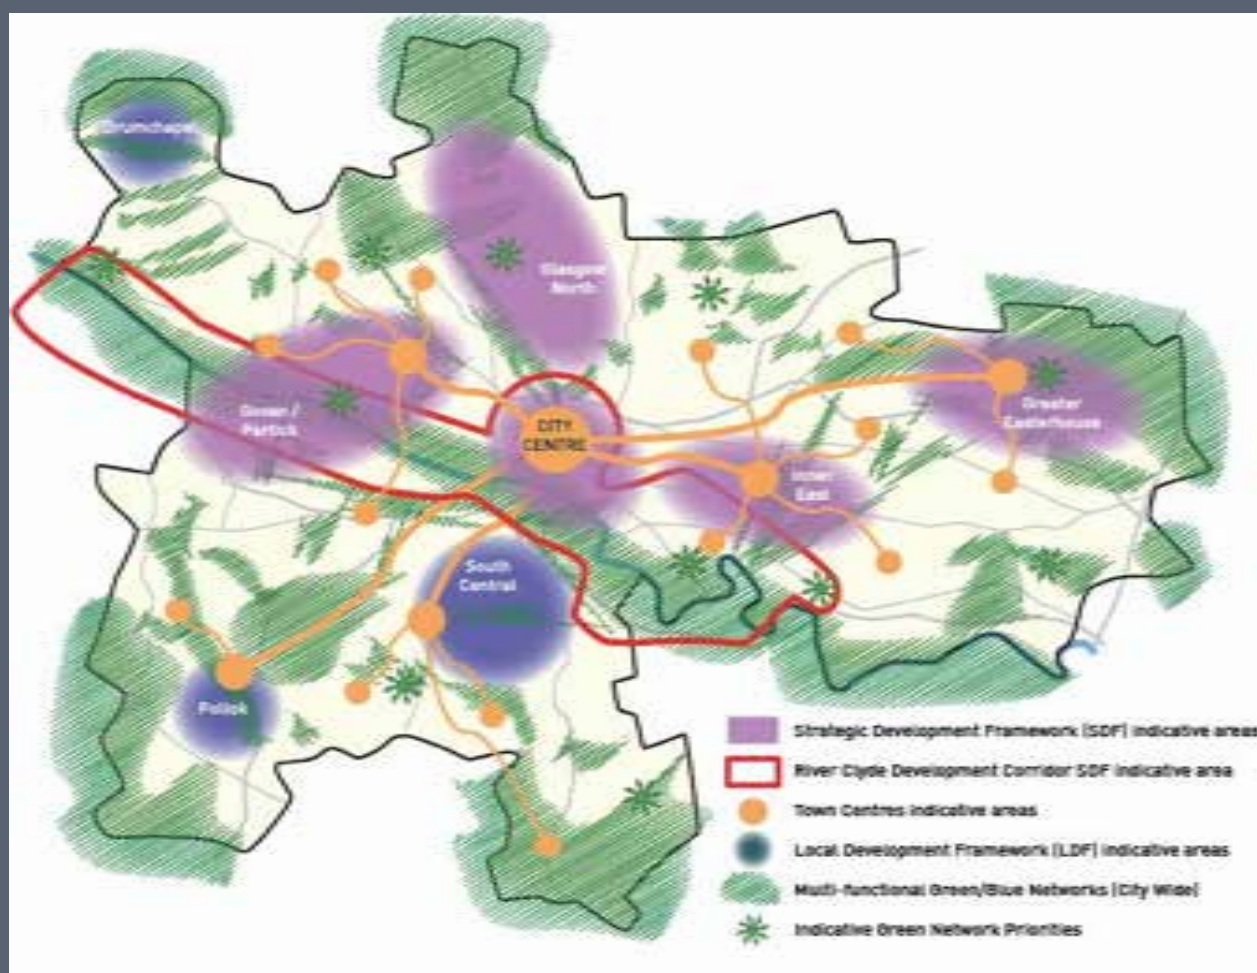 Drumchapel
Glasgow
North
Govan /
Partick
CITY
CENTRE
Greater
Easterhouse
Inner
East
South
Central
Pollok
Strategic Development Framework (SDF) indicative areas
River Clyde Development Corridor SDF indicative area
Town Centres indicative areas
Local Development Framework (LDF) indicative areas
Multi-functional Green/Blue Networks (City Wide)
Indicative Green Network Priorities